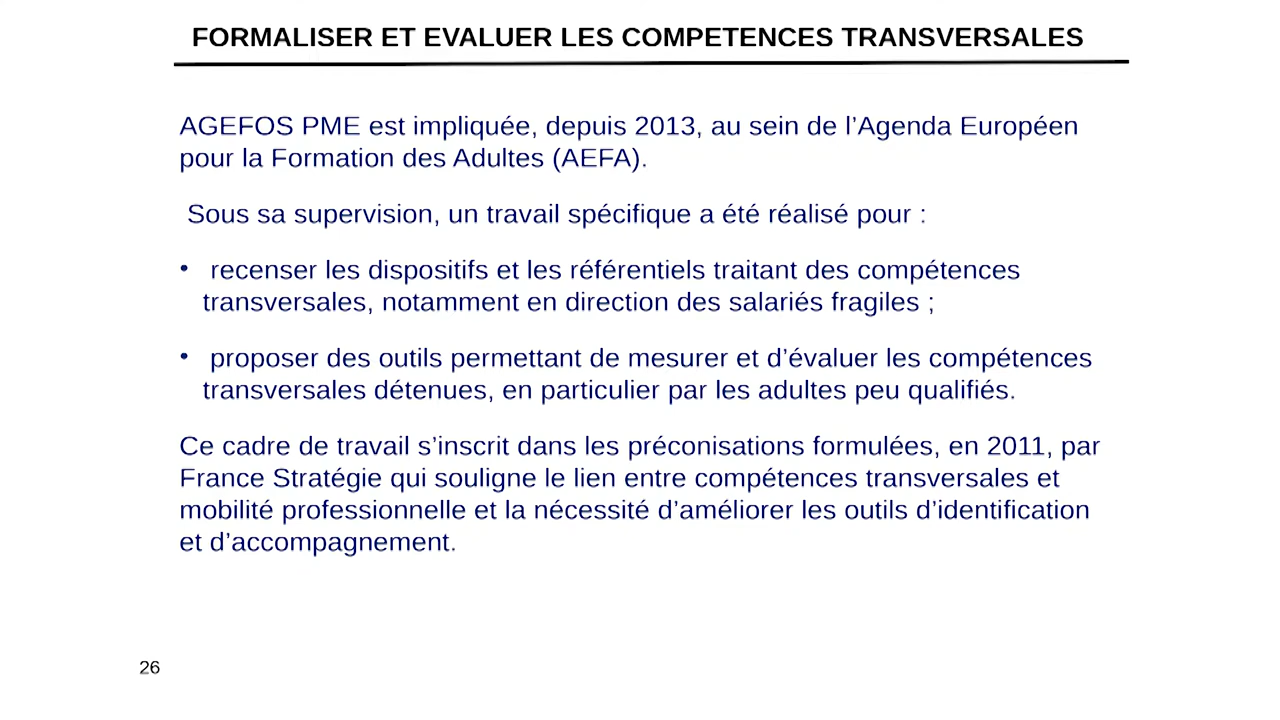 FORMALISER ET EVALUER LES COMPETENCES TRANSVERSALES
AGEFOS PME est impliquée, depuis 2013, au sein de l’Agenda Européen
pour la Formation des Adultes (AEFA).
Sous sa supervision, un travail spécifique a été réalisé pour :
• recenser les dispositifs et les référentiels traitant des compétences
transversales, notamment en direction des salariés fragiles ;
• proposer des outils permettant de mesurer et d’évaluer les compétences
transversales détenues, en particulier par les adultes peu qualifiés.
Ce cadre de travail s’inscrit dans les préconisations formulées, en 2011, par
France Stratégie qui souligne le lien entre compétences transversales et
mobilité professionnelle et la nécessité d’améliorer les outils d’identification
et d’accompagnement.
26